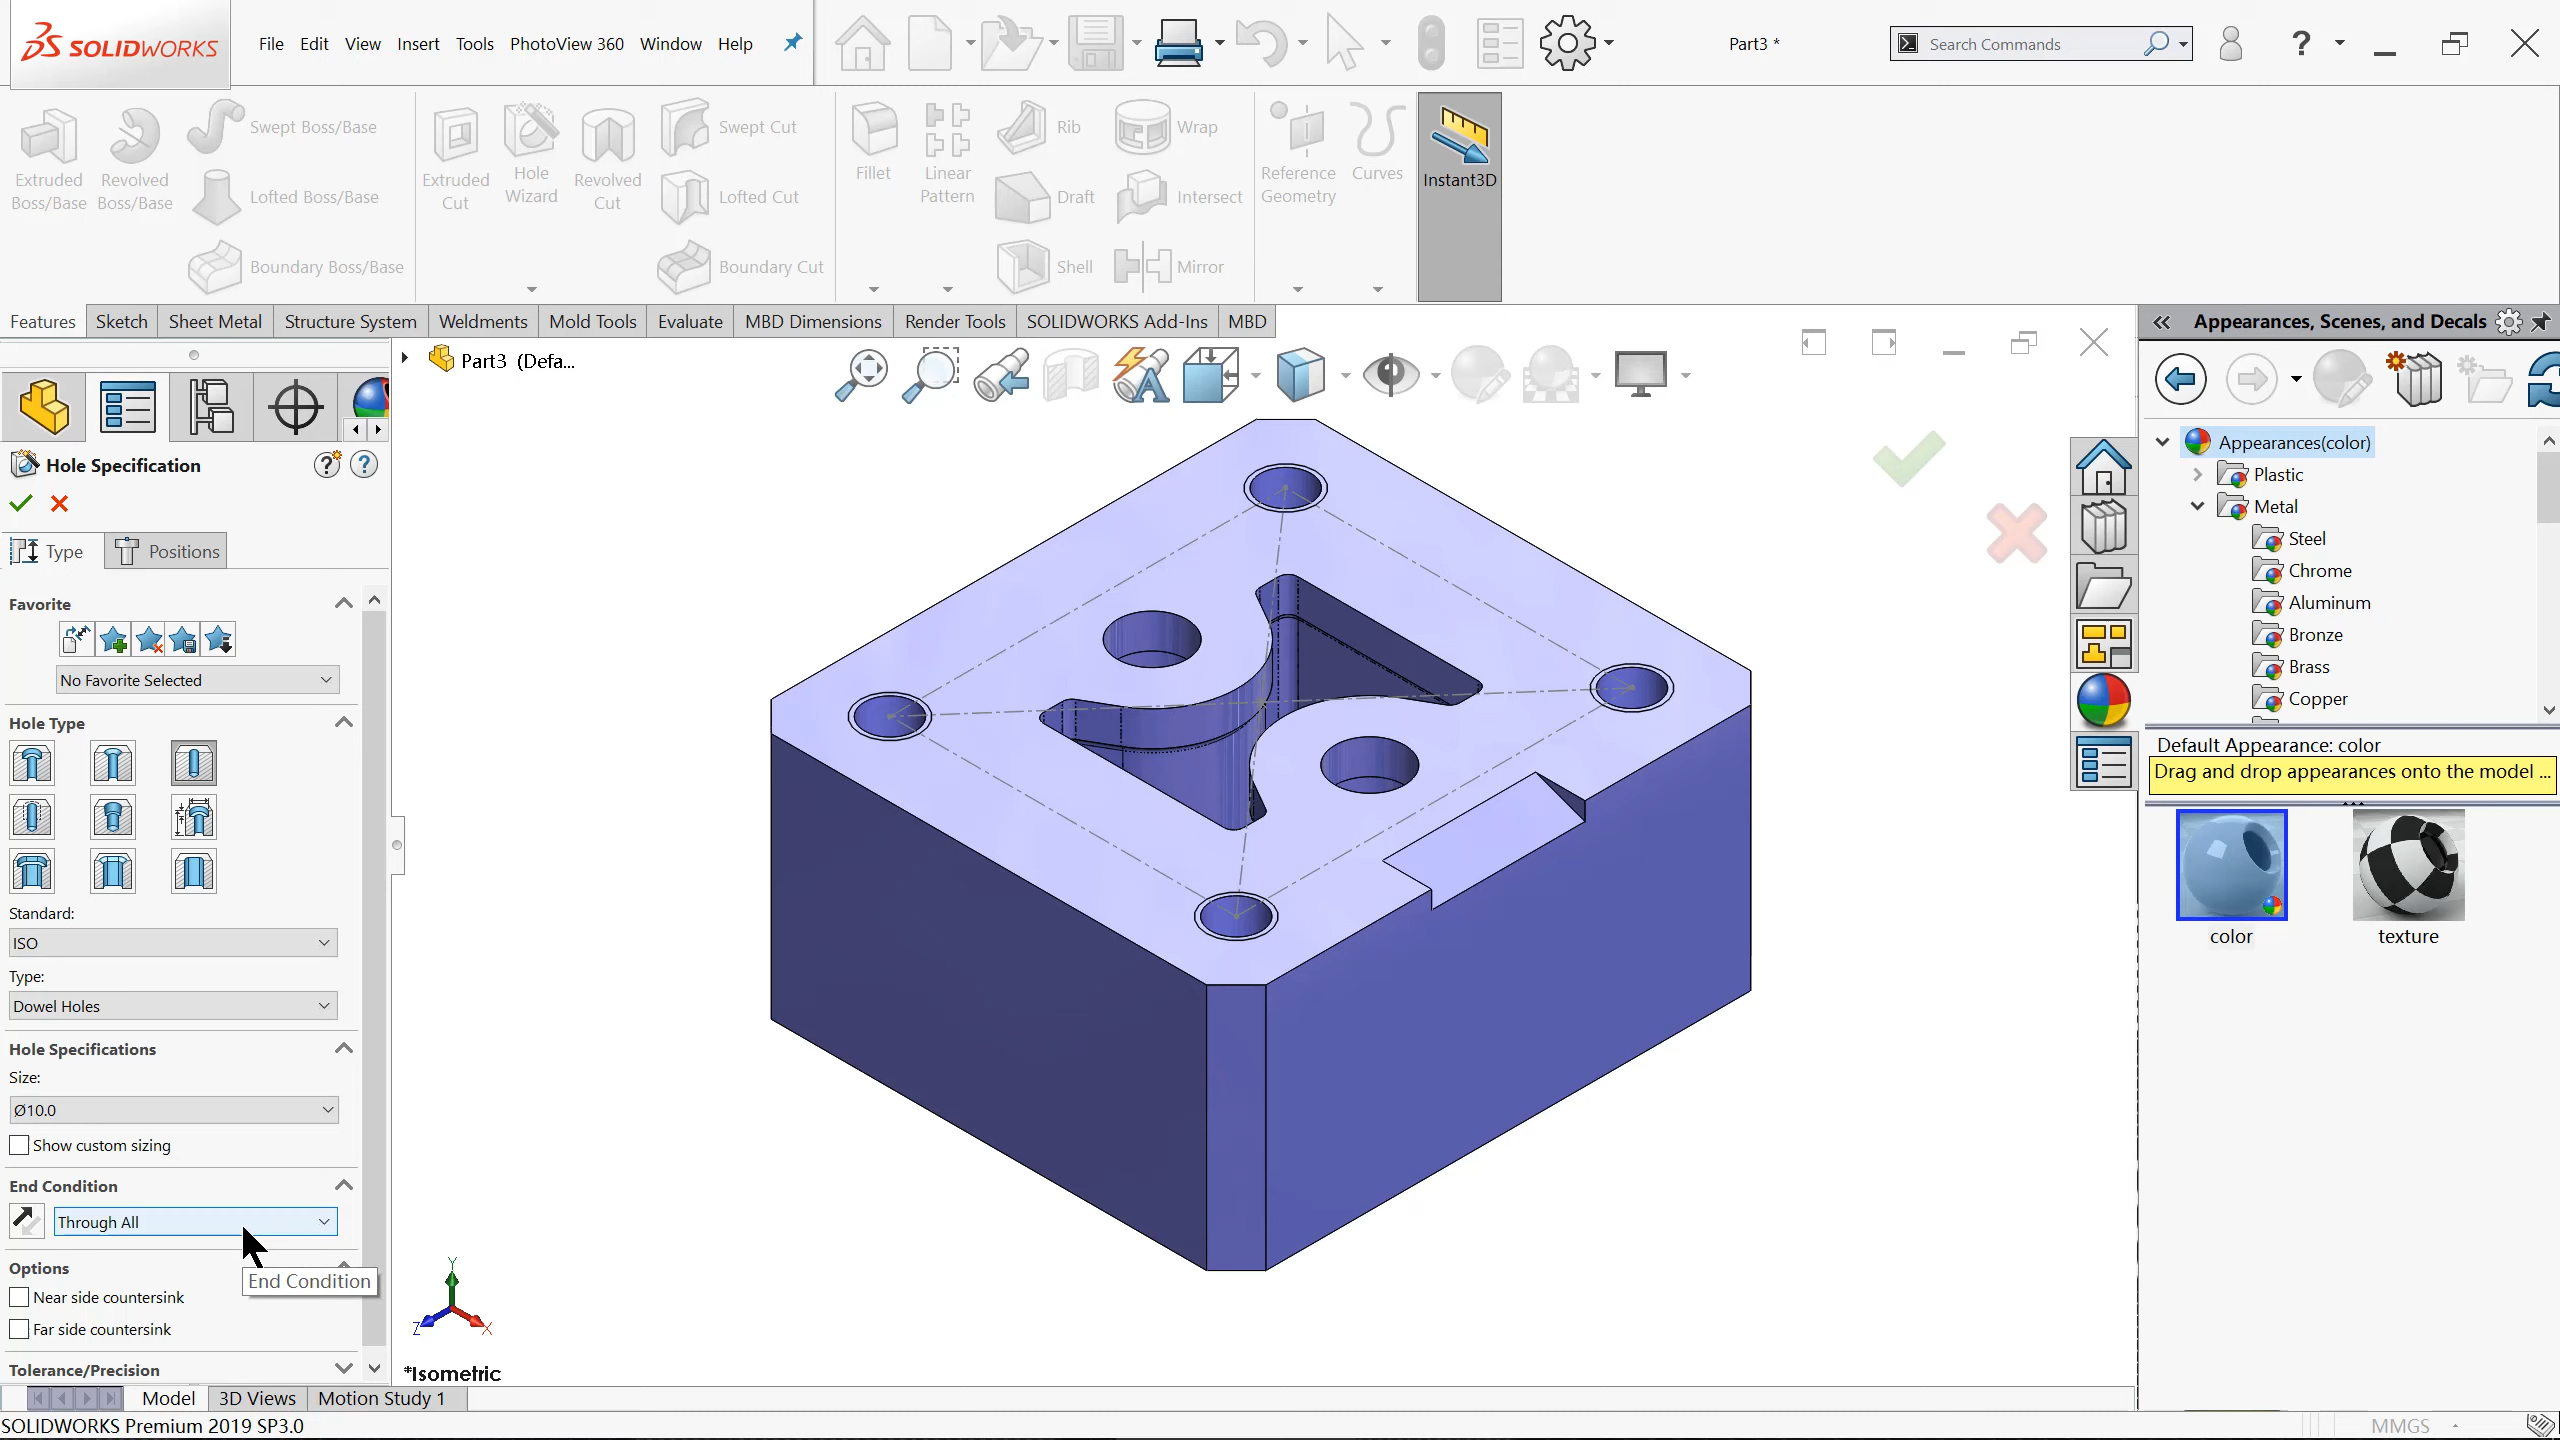 SOLIDWORKS
File Edit View Insert Tools PhotoView 360 Window Help
Part3 *
Search Commands
?
Extruded Boss/Base
Revolved Boss/Base
Swept Boss/Base
Lofted Boss/Base
Boundary Boss/Base
Extruded Cut
Hole Wizard
Revolved Cut
Swept Cut
Lofted Cut
Boundary Cut
Fillet
Linear Pattern
Rib
Draft
Shell
Wrap
Intersect
Mirror
Reference Geometry
Curves
Instant3D
Features Sketch Sheet Metal Structure System Weldments Mold Tools Evaluate MBD Dimensions Render Tools SOLIDWORKS Add-Ins MBD
Part3 (Defa...
Hole Specification
Type Positions
Favorite
No Favorite Selected
Hole Type
Standard:
ISO
Type:
Dowel Holes
Hole Specifications
Size:
Ø10.0
Show custom sizing
End Condition
Through All
Options
End Condition
Near side countersink
Far side countersink
Tolerance/Precision
Y
Z
X
*Isometric
Appearances, Scenes, and Decals
Appearances(color)
Plastic
Metal
Steel
Chrome
Aluminum
Bronze
Brass
Copper
Default Appearance: color
Drag and drop appearances onto the model ...
color
texture
Model 3D Views Motion Study 1
SOLIDWORKS Premium 2019 SP3.0
MMGS